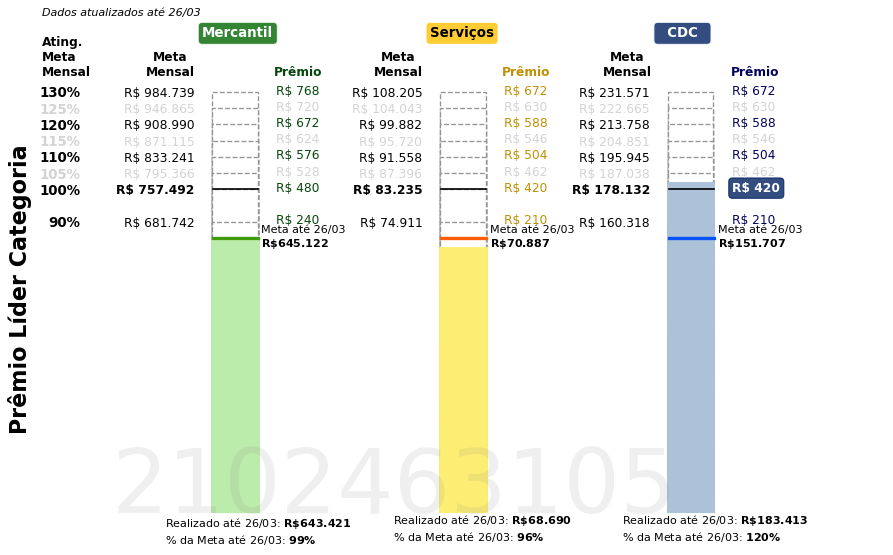 Dados atualizados até 26/03
Mercantil Serviços CDC
Ating. Meta Mensal
Meta Mensal Prêmio Meta Mensal Prêmio Meta Mensal Prêmio
130% R$ 984.739 R$ 768 R$ 108.205 R$ 672 R$ 231.571 R$ 672
125% R$ 946.865 R$ 720 R$ 104.043 R$ 630 R$ 222.665 R$ 630
120% R$ 908.990 R$ 672 R$ 99.882 R$ 588 R$ 213.758 R$ 588
115% R$ 871.115 R$ 624 R$ 95.720 R$ 546 R$ 204.851 R$ 546
110% R$ 833.241 R$ 576 R$ 91.558 R$ 504 R$ 195.945 R$ 504
105% R$ 795.366 R$ 528 R$ 87.396 R$ 462 R$ 187.038 R$ 462
100% R$ 757.492 R$ 480 R$ 83.235 R$ 420 R$ 178.132 R$ 420
90% R$ 681.742 R$ 240 R$ 74.911 R$ 210 R$ 160.318 R$ 210
Meta até 26/03 Meta até 26/03 Meta até 26/03
R$645.122 R$70.887 R$151.707
Prêmio Líder Categoria
2102463105
Realizado até 26/03: R$643.421 Realizado até 26/03: R$68.690 Realizado até 26/03: R$183.413
% da Meta até 26/03: 99% % da Meta até 26/03: 96% % da Meta até 26/03: 120%